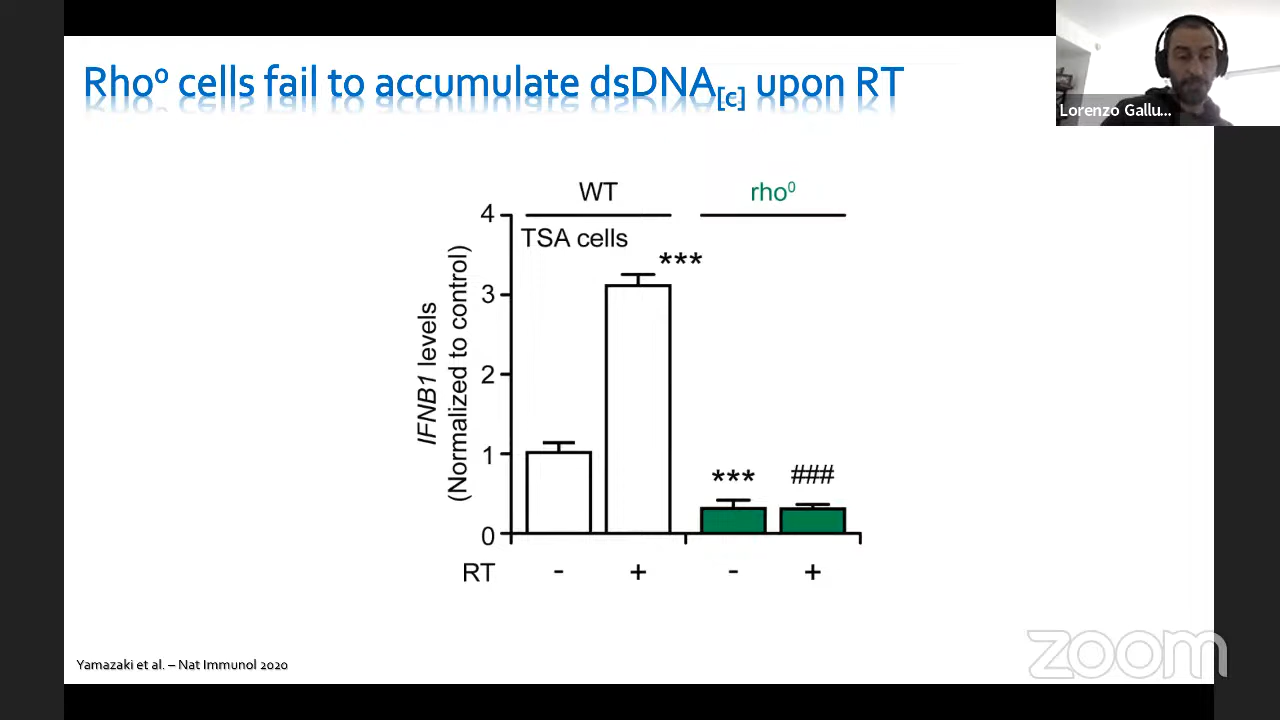 Rho⁰ cells fail to accumulate dsDNA[c] upon RT
Lorenzo Gallu...
WT
rho⁰
TSA cells
***
4
3
2
1
0
IFNB1 levels
(Normalized to control)
***
###
RT - + - +
Yamazaki et al. – Nat Immunol 2020
zoom